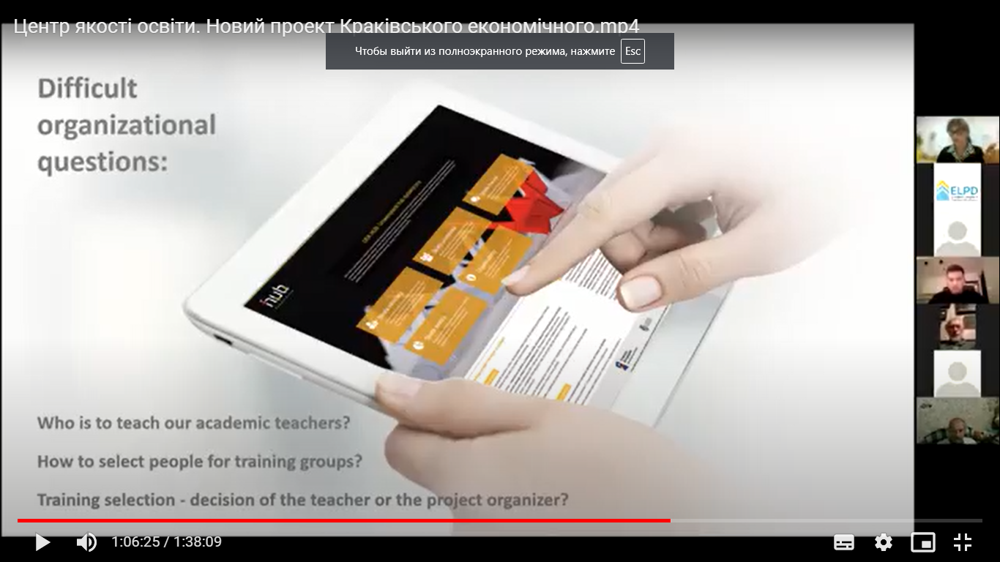 Центр якості освіти. Новий проект Краківського економічного.mp4
Чтобы выйти из полноэкранного режима, нажмите Esc
Difficult
organizational
questions:
hub
ELPD
Who is to teach our academic teachers?
How to select people for training groups?
Training selection - decision of the teacher or the project organizer?
1:06:25 / 1:38:09